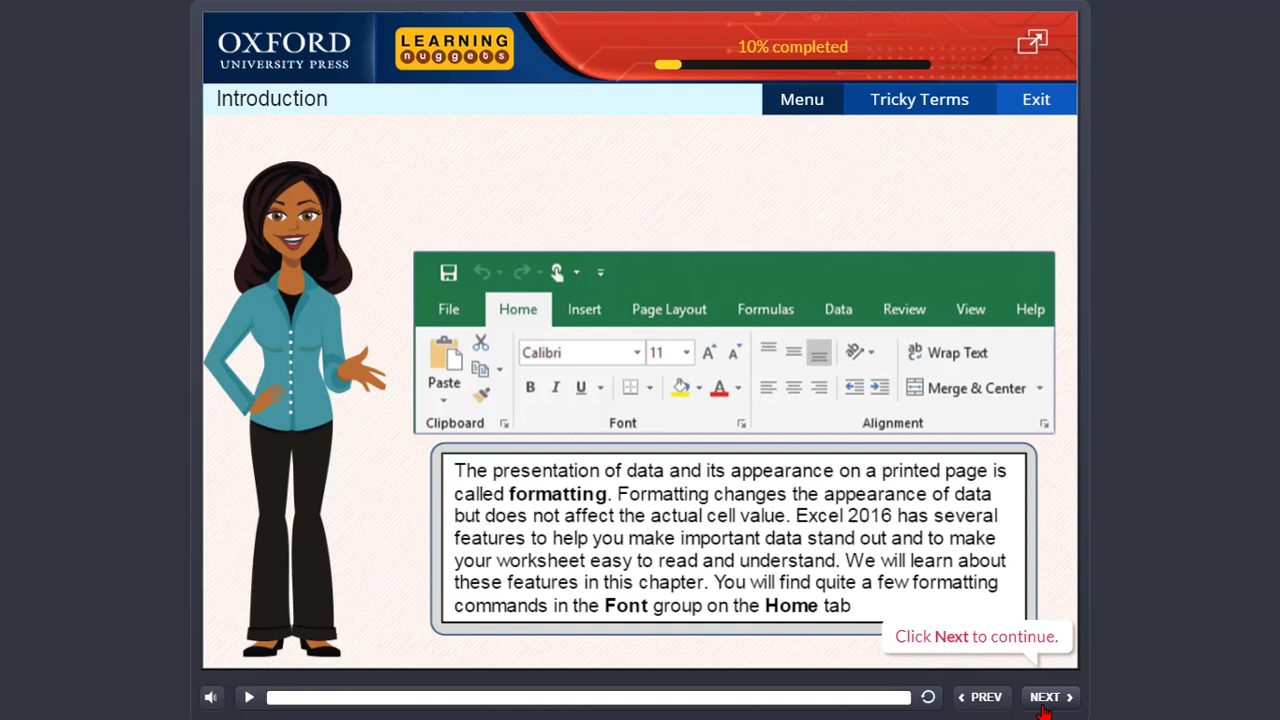 OXFORD
UNIVERSITY PRESS
LEARNING
nuggets
10% completed
Introduction
Menu
Tricky Terms
Exit
File
Home
Insert
Page Layout
Formulas
Data
Review
View
Help
Calibri
11
A
A
ab Wrap Text
Paste
B
I
U
A
Merge & Center
Clipboard
Font
Alignment
The presentation of data and its appearance on a printed page is
called formatting. Formatting changes the appearance of data
but does not affect the actual cell value. Excel 2016 has several
features to help you make important data stand out and to make
your worksheet easy to read and understand. We will learn about
these features in this chapter. You will find quite a few formatting
commands in the Font group on the Home tab
Click Next to continue.
PREV
NEXT